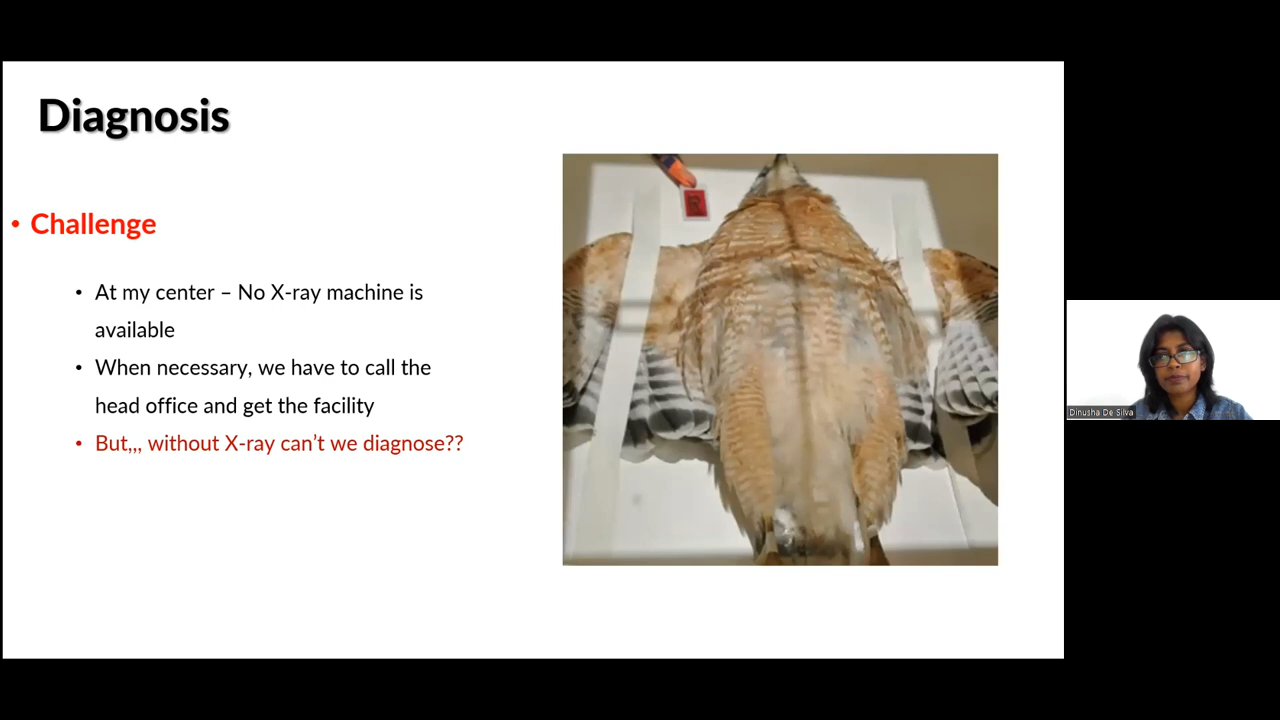 Diagnosis
• Challenge
• At my center – No X-ray machine is
available
• When necessary, we have to call the
head office and get the facility
• But,,, without X-ray can’t we diagnose??
Dinusha De Silva